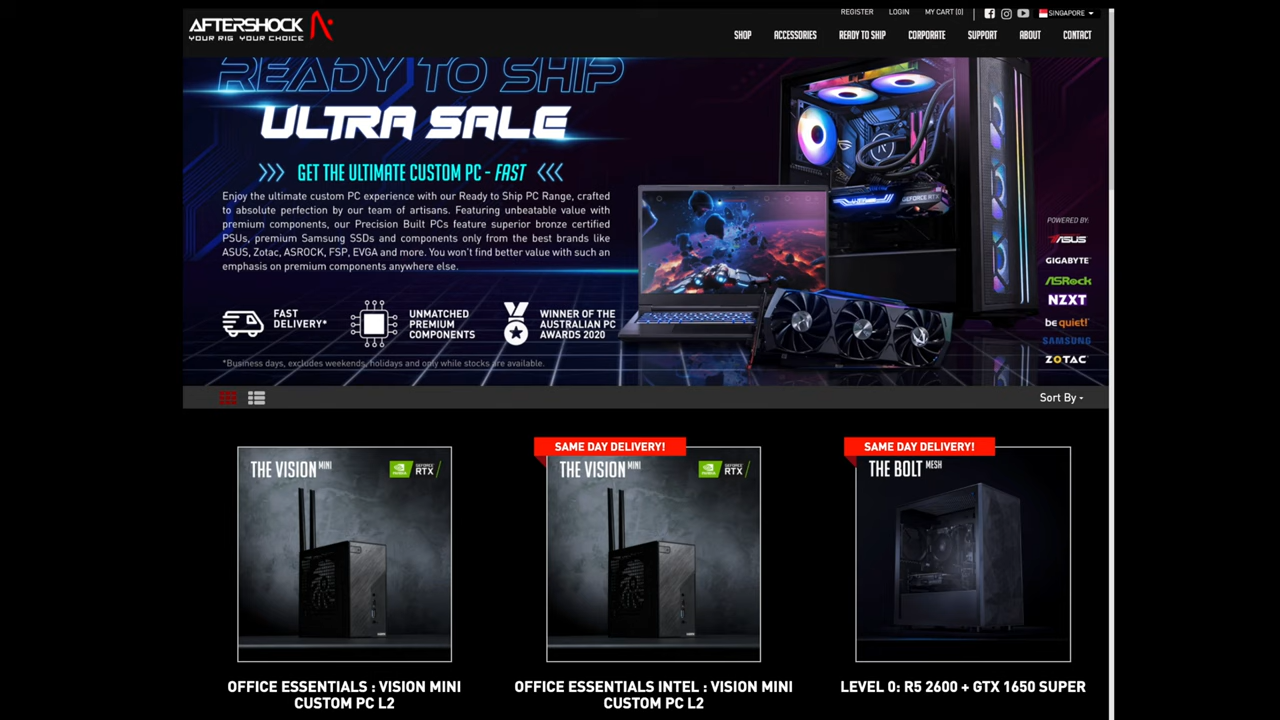 AFTERSHOCK
YOUR RIG YOUR CHOICE
REGISTER
LOGIN
MY CART (0)
SINGAPORE
SHOP
ACCESSORIES
READY TO SHIP
CORPORATE
SUPPORT
ABOUT
CONTACT
READY TO SHIP
ULTRA SALE
GET THE ULTIMATE CUSTOM PC - FAST
Enjoy the ultimate custom PC experience with our Ready to Ship PC Range, crafted
to absolute perfection by our team of artisans. Featuring unbeatable value with
premium components, our Precision Built PCs feature superior bronze certified
PSUs, premium Samsung SSDs and components only from the best brands like
ASUS, Zotac, ASROCK, FSP, EVGA and more. You won't find better value with such an
emphasis on premium components anywhere else.
FAST
DELIVERY*
UNMATCHED
PREMIUM
COMPONENTS
WINNER OF THE
AUSTRALIAN PC
AWARDS 2020
*Business days, excludes weekends, holidays and only while stocks are available.
GEFORCE RTX
POWERED BY:
ASUS
GIGABYTE
ASRock
NZXT
be quiet!
SAMSUNG
ZOTAC
Sort By
THE VISION MINI
NVIDIA
GEFORCE
RTX
OFFICE ESSENTIALS : VISION MINI
CUSTOM PC L2
SAME DAY DELIVERY!
THE VISION MINI
NVIDIA
GEFORCE
RTX
OFFICE ESSENTIALS INTEL : VISION MINI
CUSTOM PC L2
SAME DAY DELIVERY!
THE BOLT MESH
LEVEL 0: R5 2600 + GTX 1650 SUPER